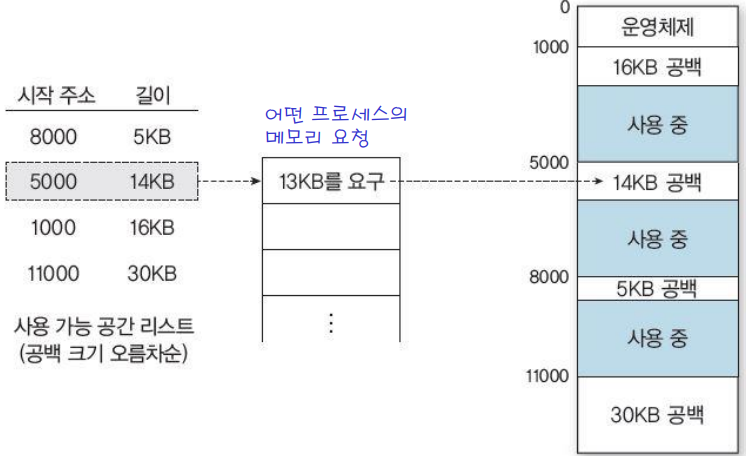 시작 주소 길이
8000 5KB
5000 14KB
1000 16KB
11000 30KB
사용 가능 공간 리스트
(공백 크기 오름차순)
어떤 프로세스의
메모리 요청
13KB를 요구
⋮
0
운영체제
1000
16KB 공백
사용 중
5000
14KB 공백
사용 중
8000
5KB 공백
사용 중
11000
30KB 공백